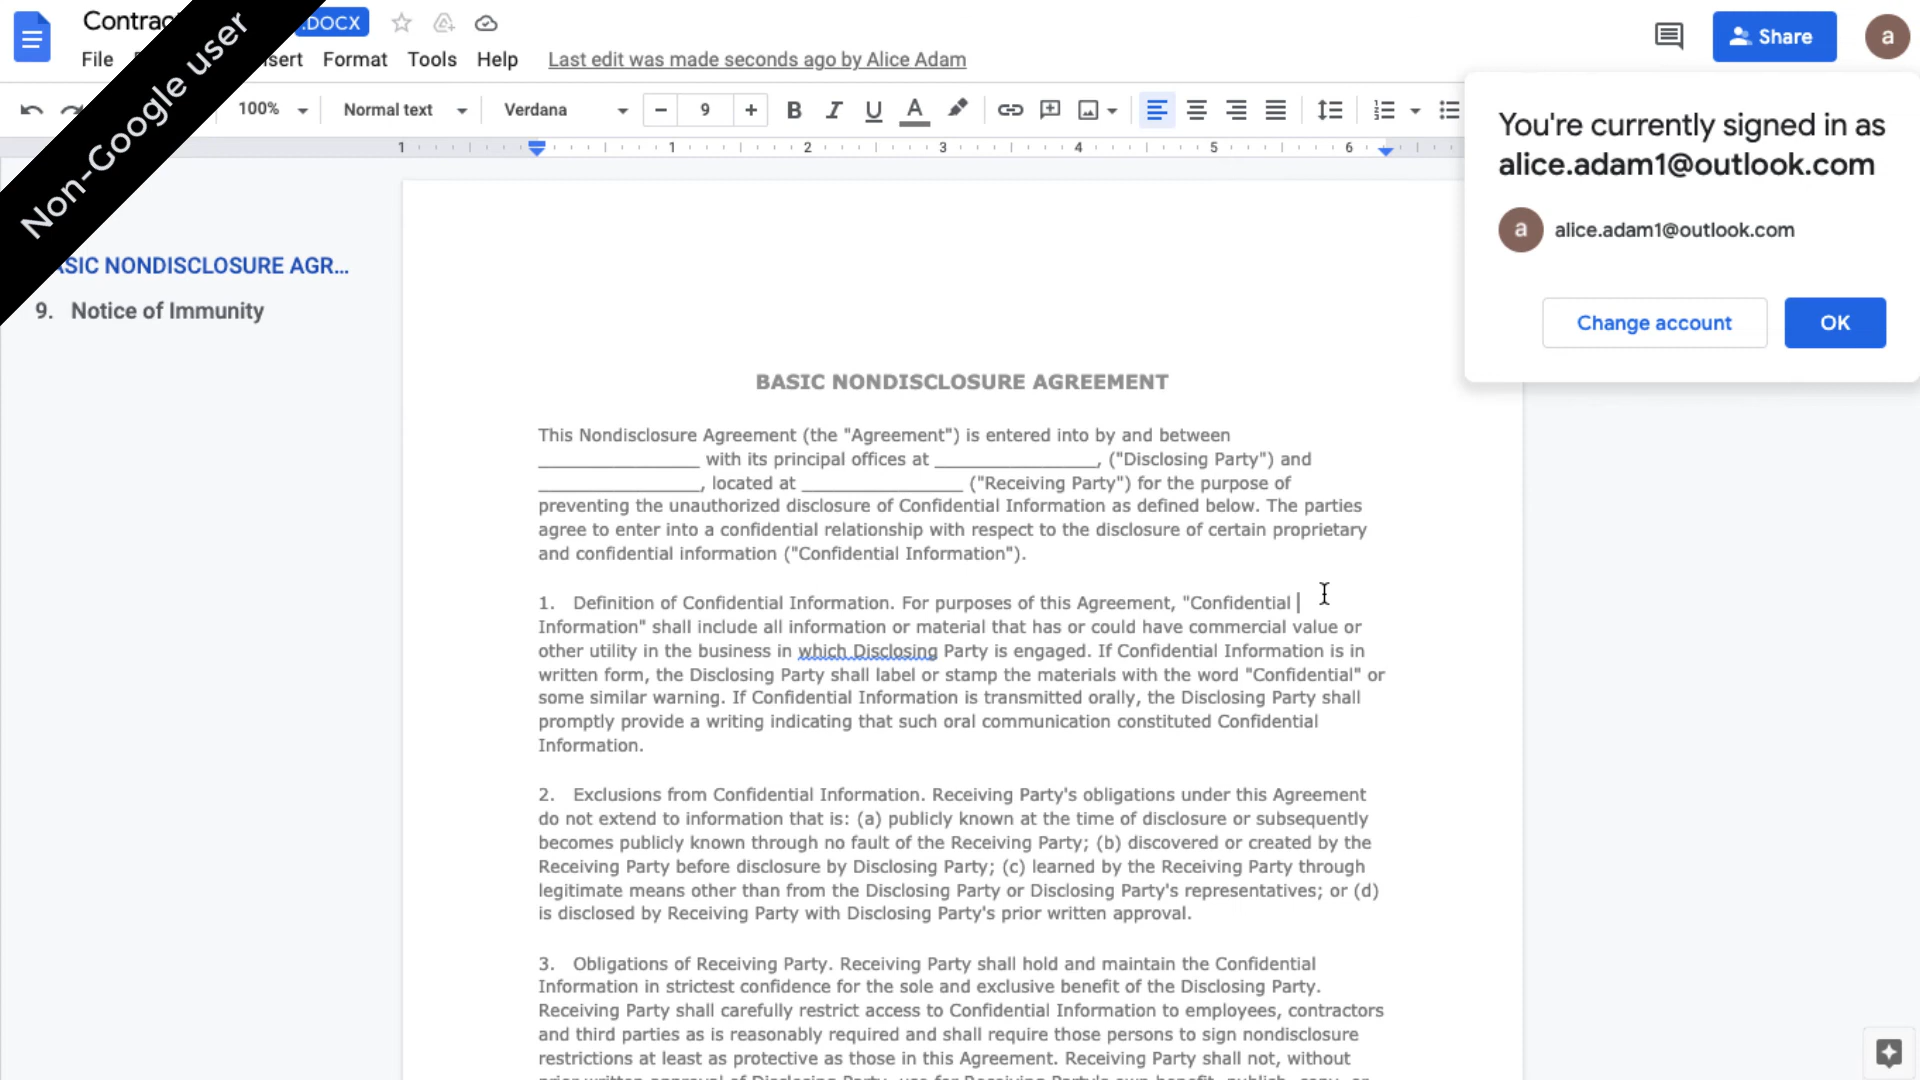 Contrac
.DOCX
Non-Google user
File
sert Format Tools Help Last edit was made seconds ago by Alice Adam
Share
a
100% Normal text Verdana 9
B I U A
1 1 2 3 4 5 6
You're currently signed in as
alice.adam1@outlook.com
a alice.adam1@outlook.com
Change account OK
ASIC NONDISCLOSURE AGR...
9. Notice of Immunity
BASIC NONDISCLOSURE AGREEMENT
This Nondisclosure Agreement (the "Agreement") is entered into by and between
_________________ with its principal offices at _________________, ("Disclosing Party") and
_________________, located at _________________ ("Receiving Party") for the purpose of
preventing the unauthorized disclosure of Confidential Information as defined below. The parties
agree to enter into a confidential relationship with respect to the disclosure of certain proprietary
and confidential information ("Confidential Information").
1. Definition of Confidential Information. For purposes of this Agreement, "Confidential
Information" shall include all information or material that has or could have commercial value or
other utility in the business in which Disclosing Party is engaged. If Confidential Information is in
written form, the Disclosing Party shall label or stamp the materials with the word "Confidential" or
some similar warning. If Confidential Information is transmitted orally, the Disclosing Party shall
promptly provide a writing indicating that such oral communication constituted Confidential
Information.
2. Exclusions from Confidential Information. Receiving Party's obligations under this Agreement
do not extend to information that is: (a) publicly known at the time of disclosure or subsequently
becomes publicly known through no fault of the Receiving Party; (b) discovered or created by the
Receiving Party before disclosure by Disclosing Party; (c) learned by the Receiving Party through
legitimate means other than from the Disclosing Party or Disclosing Party's representatives; or (d)
is disclosed by Receiving Party with Disclosing Party's prior written approval.
3. Obligations of Receiving Party. Receiving Party shall hold and maintain the Confidential
Information in strictest confidence for the sole and exclusive benefit of the Disclosing Party.
Receiving Party shall carefully restrict access to Confidential Information to employees, contractors
and third parties as is reasonably required and shall require those persons to sign nondisclosure
restrictions at least as protective as those in this Agreement. Receiving Party shall not, without